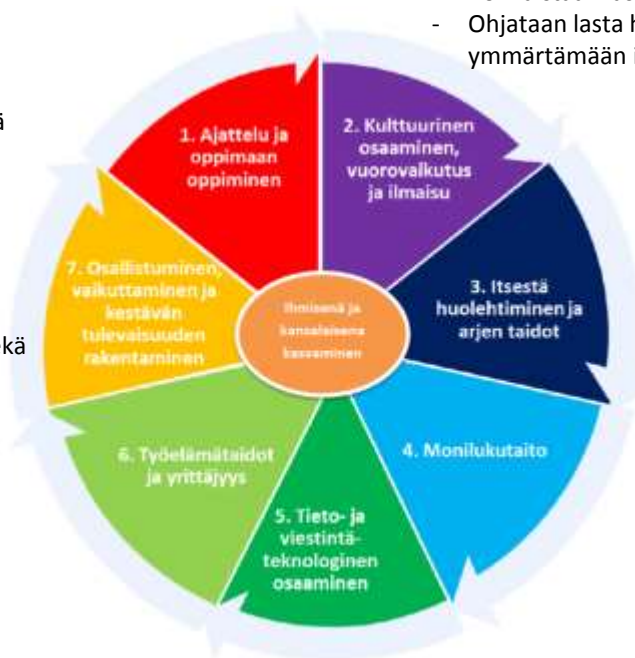 - Ohjataan lasta
ymmärtämään
1. Ajattelu ja
oppimaan
oppiminen
2. Kulttuurinen
osaaminen,
vuorovaikutus
ja ilmaisu
3. Itsestä
huolehtiminen ja
arjen taidot
4. Monilukutaito
5. Tieto- ja
viestintä-
teknologinen
osaaminen
6. Työelämätaidot
ja yrittäjyys
7. Osallistuminen,
vaikuttaminen ja
kestävän
tulevaisuuden
rakentaminen
Ihmisenä ja
kansalaisena
kasvaminen